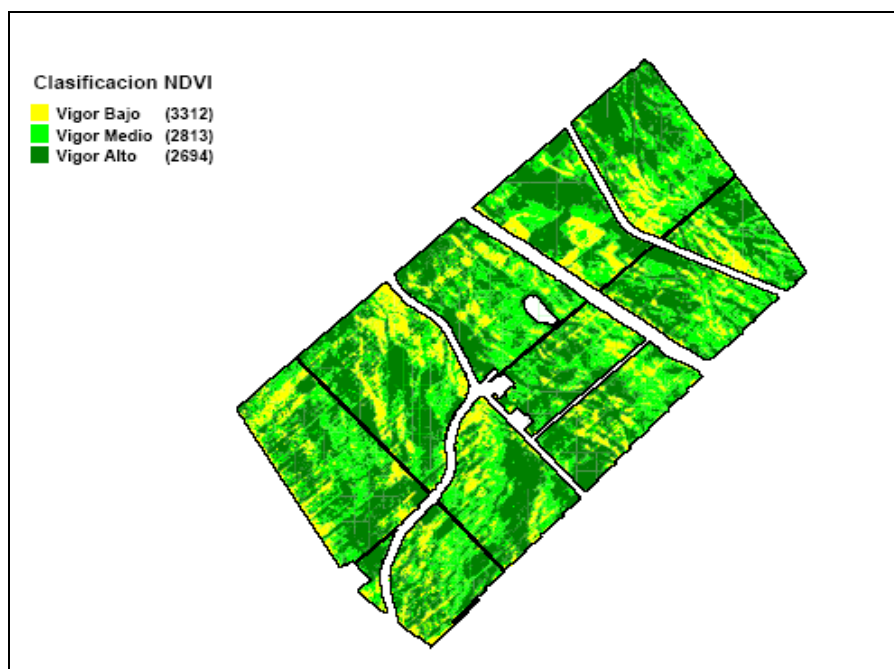 Clasificacion NDVI
Vigor Bajo (3312)
Vigor Medio (2813)
Vigor Alto (2694)